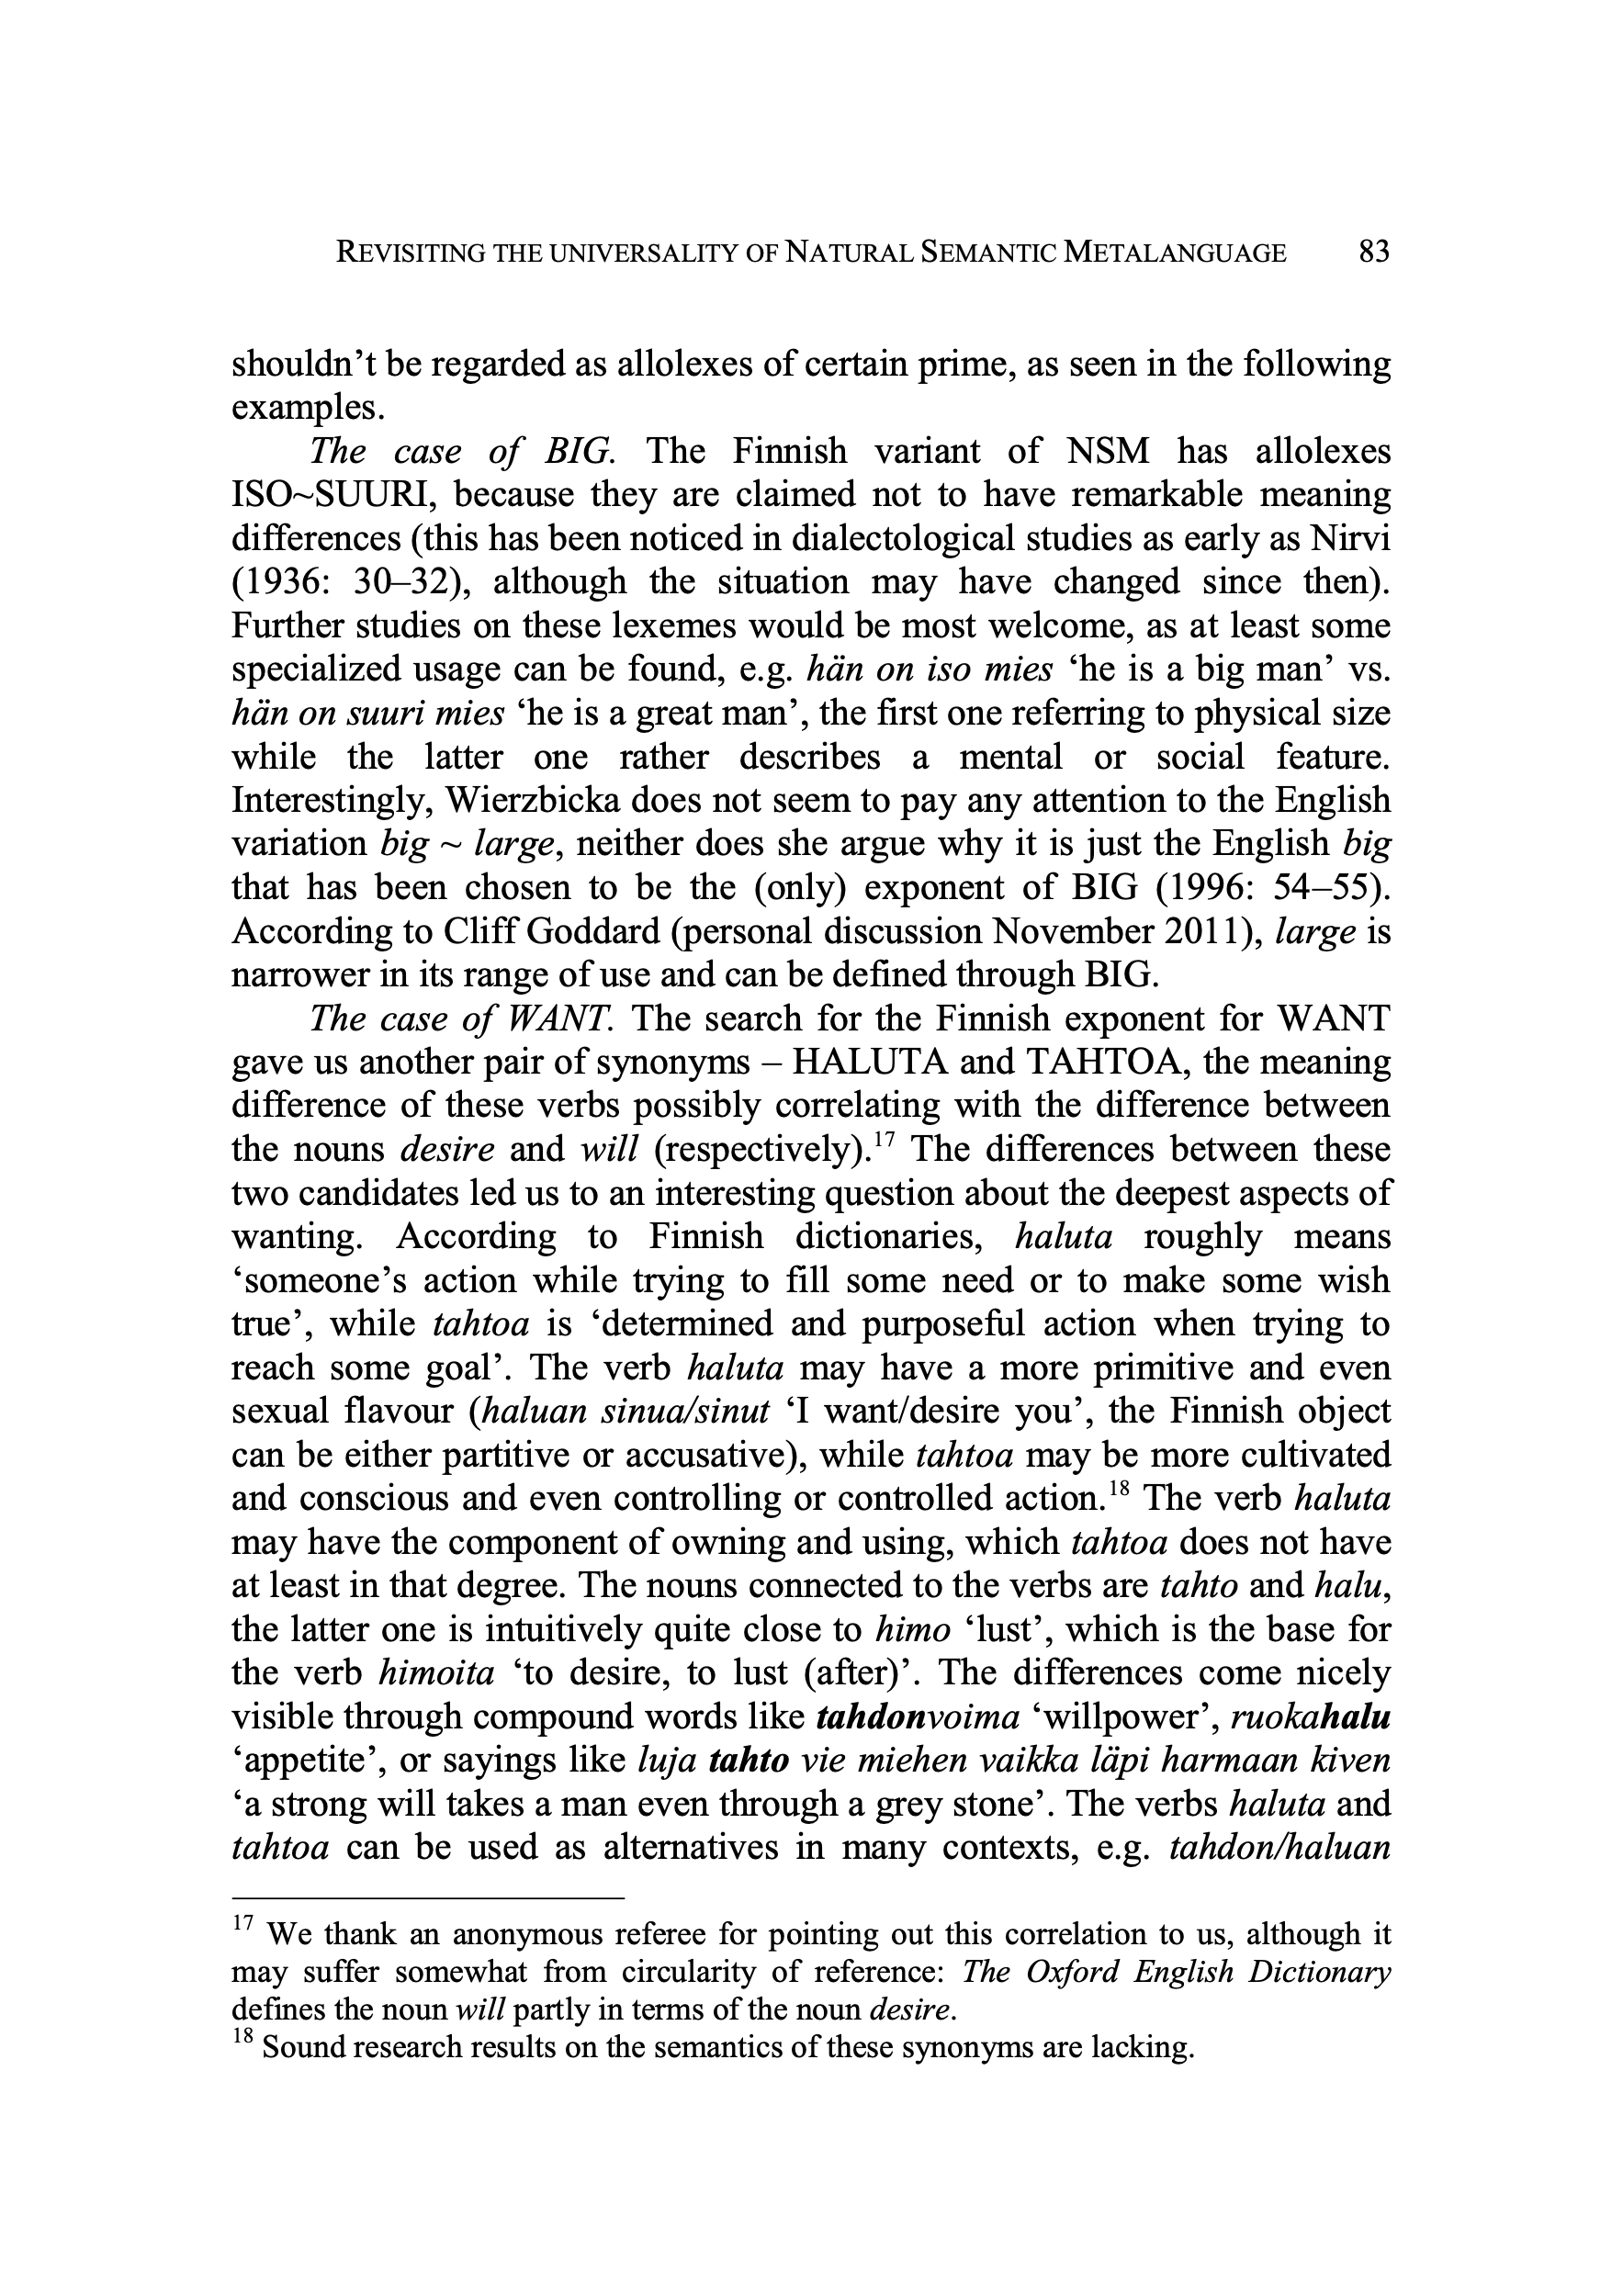 REVISITING THE UNIVERSALITY OF NATURAL SEMANTIC METALANGUAGE 83
shouldn’t be regarded as allolexes of certain prime, as seen in the following
examples.
The case of BIG. The Finnish variant of NSM has allolexes
ISO~SUURI, because they are claimed not to have remarkable meaning
differences (this has been noticed in dialectological studies as early as Nirvi
(1936: 30–32), although the situation may have changed since then).
Further studies on these lexemes would be most welcome, as at least some
specialized usage can be found, e.g. hän on iso mies ‘he is a big man’ vs.
hän on suuri mies ‘he is a great man’, the first one referring to physical size
while the latter one rather describes a mental or social feature.
Interestingly, Wierzbicka does not seem to pay any attention to the English
variation big ~ large, neither does she argue why it is just the English big
that has been chosen to be the (only) exponent of BIG (1996: 54–55).
According to Cliff Goddard (personal discussion November 2011), large is
narrower in its range of use and can be defined through BIG.
The case of WANT. The search for the Finnish exponent for WANT
gave us another pair of synonyms – HALUTA and TAHTOA, the meaning
difference of these verbs possibly correlating with the difference between
the nouns desire and will (respectively).17 The differences between these
two candidates led us to an interesting question about the deepest aspects of
wanting. According to Finnish dictionaries, haluta roughly means
‘someone’s action while trying to fill some need or to make some wish
true’, while tahtoa is ‘determined and purposeful action when trying to
reach some goal’. The verb haluta may have a more primitive and even
sexual flavour (haluan sinua/sinut ‘I want/desire you’, the Finnish object
can be either partitive or accusative), while tahtoa may be more cultivated
and conscious and even controlling or controlled action.18 The verb haluta
may have the component of owning and using, which tahtoa does not have
at least in that degree. The nouns connected to the verbs are tahto and halu,
the latter one is intuitively quite close to himo ‘lust’, which is the base for
the verb himoita ‘to desire, to lust (after)’. The differences come nicely
visible through compound words like tahdonvoima ‘willpower’, ruokahalu
‘appetite’, or sayings like luja tahto vie miehen vaikka läpi harmaan kiven
‘a strong will takes a man even through a grey stone’. The verbs haluta and
tahtoa can be used as alternatives in many contexts, e.g. tahdon/haluan
17 We thank an anonymous referee for pointing out this correlation to us, although it
may suffer somewhat from circularity of reference: The Oxford English Dictionary
defines the noun will partly in terms of the noun desire.
18 Sound research results on the semantics of these synonyms are lacking.